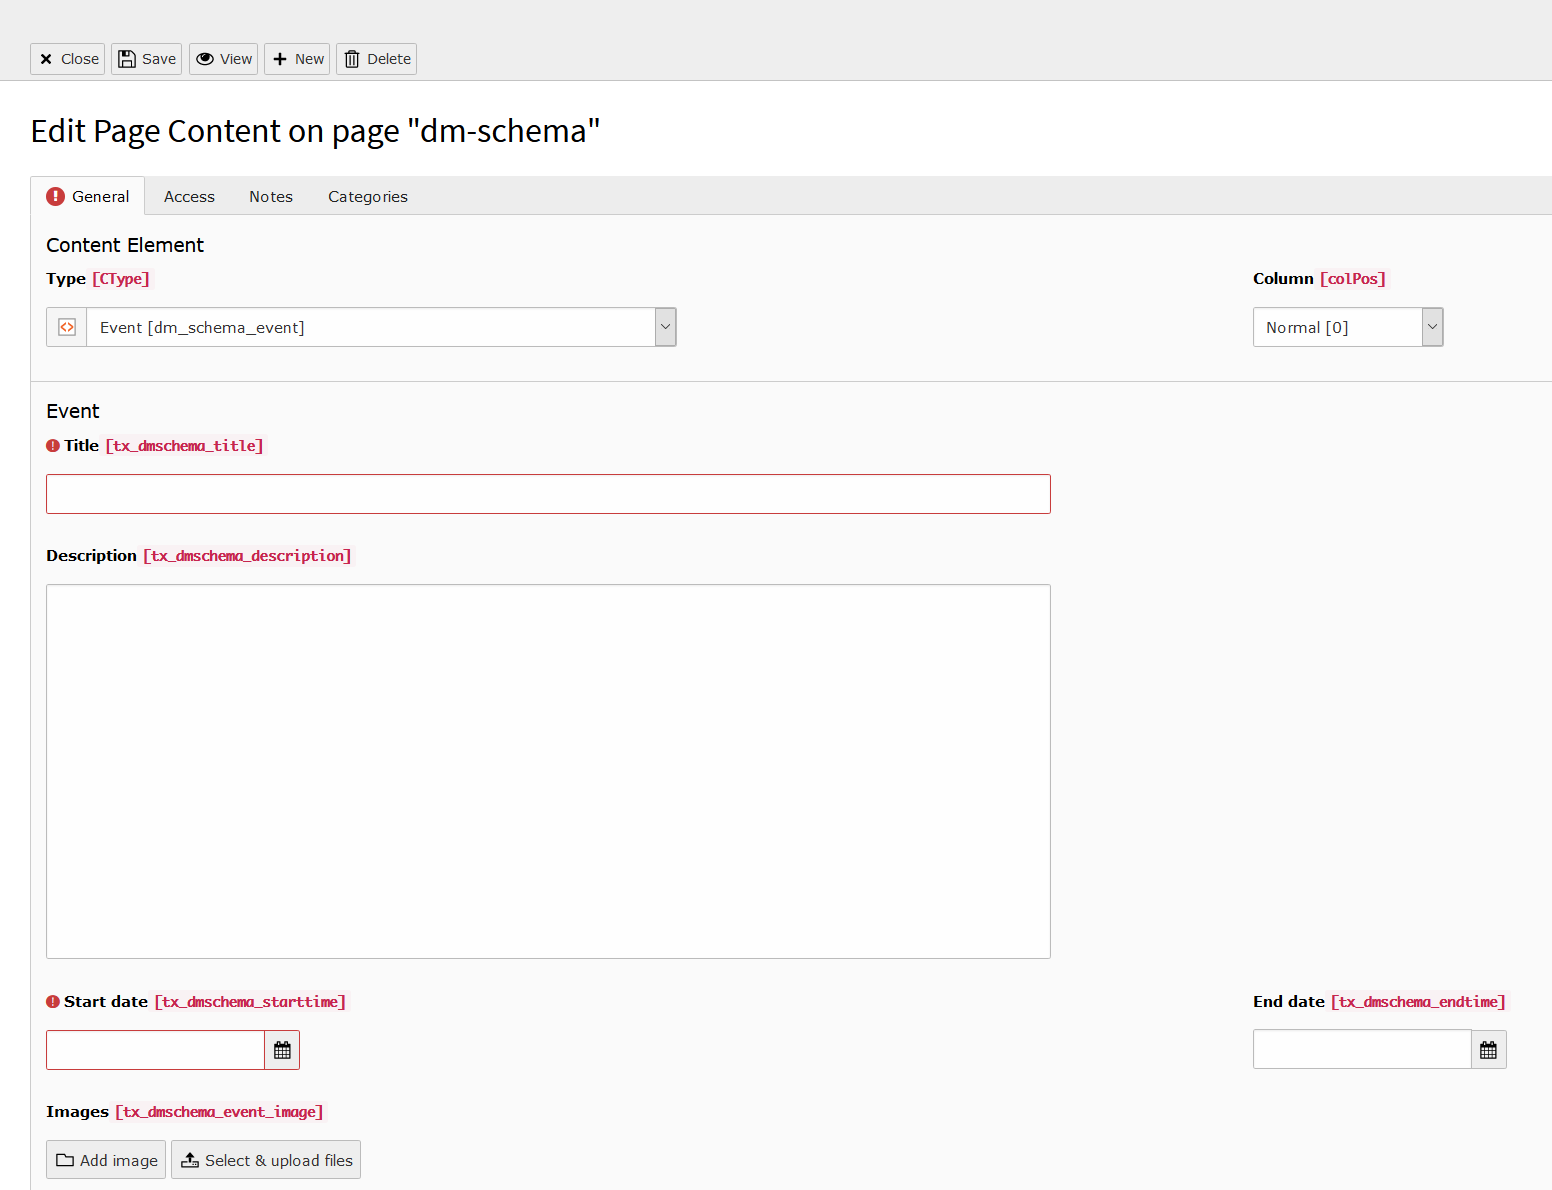 Close Save View New Delete
Edit Page Content on page "dm-schema"
General Access Notes Categories
Content Element
Type [CType] Column [colPos]
Event [dm_schema_event] Normal [0]
Event
Title [tx_dmschema_title]
Description [tx_dmschema_description]
Start date [tx_dmschema_starttime] End date [tx_dmschema_endtime]
Images [tx_dmschema_event_image]
Add image Select & upload files